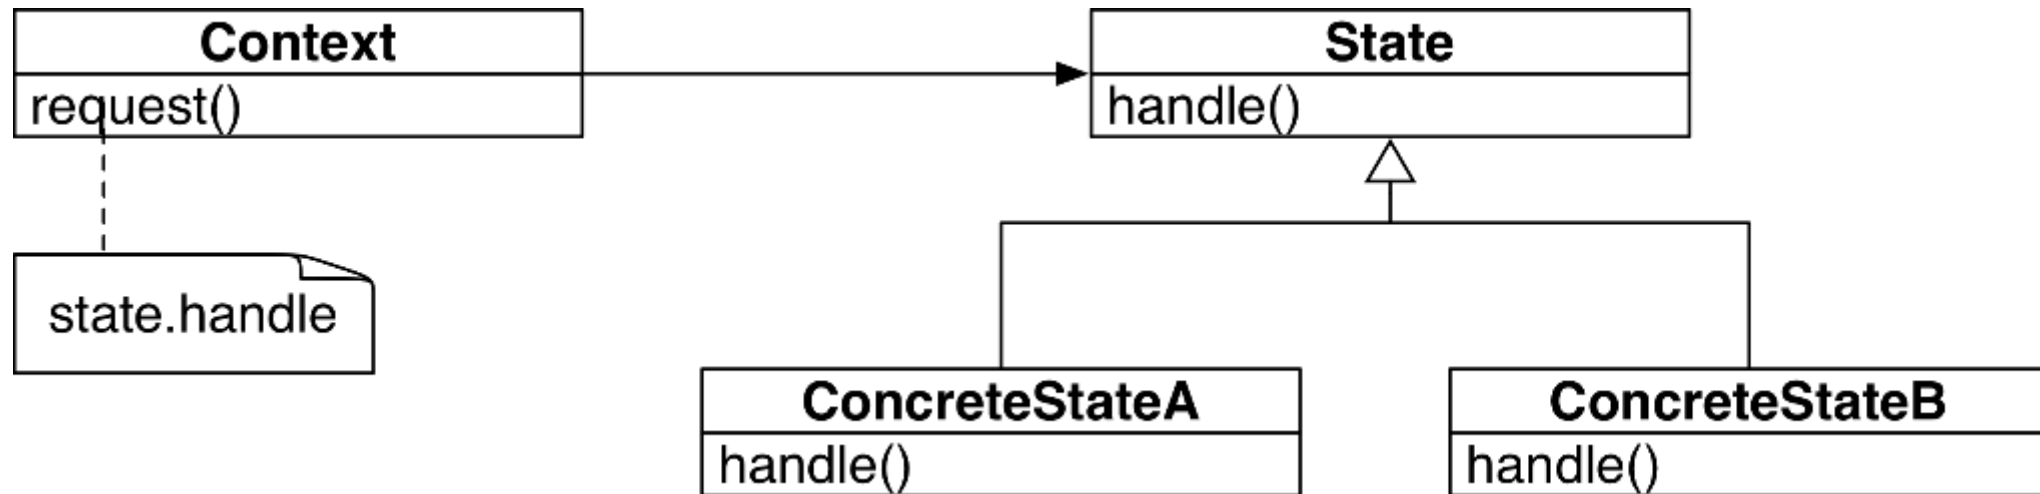 Context
request()
State
handle()
state.handle
ConcreteStateA
handle()
ConcreteStateB
handle()